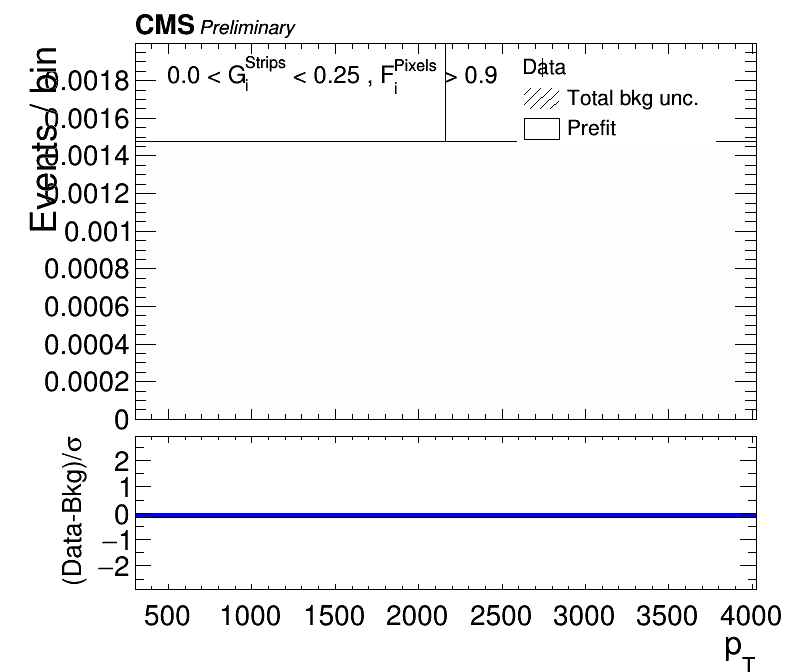 CMS Preliminary
Events / bin
0.0 < G_i^Strips < 0.25 , F_i^Pixels > 0.9
Data
Total bkg unc.
Prefit
0.0018
0.0016
0.0014
0.0012
0.001
0.0008
0.0006
0.0004
0.0002
0
(Data-Bkg)/σ
2
1
0
−1
−2
500 1000 1500 2000 2500 3000 3500 4000
p_T